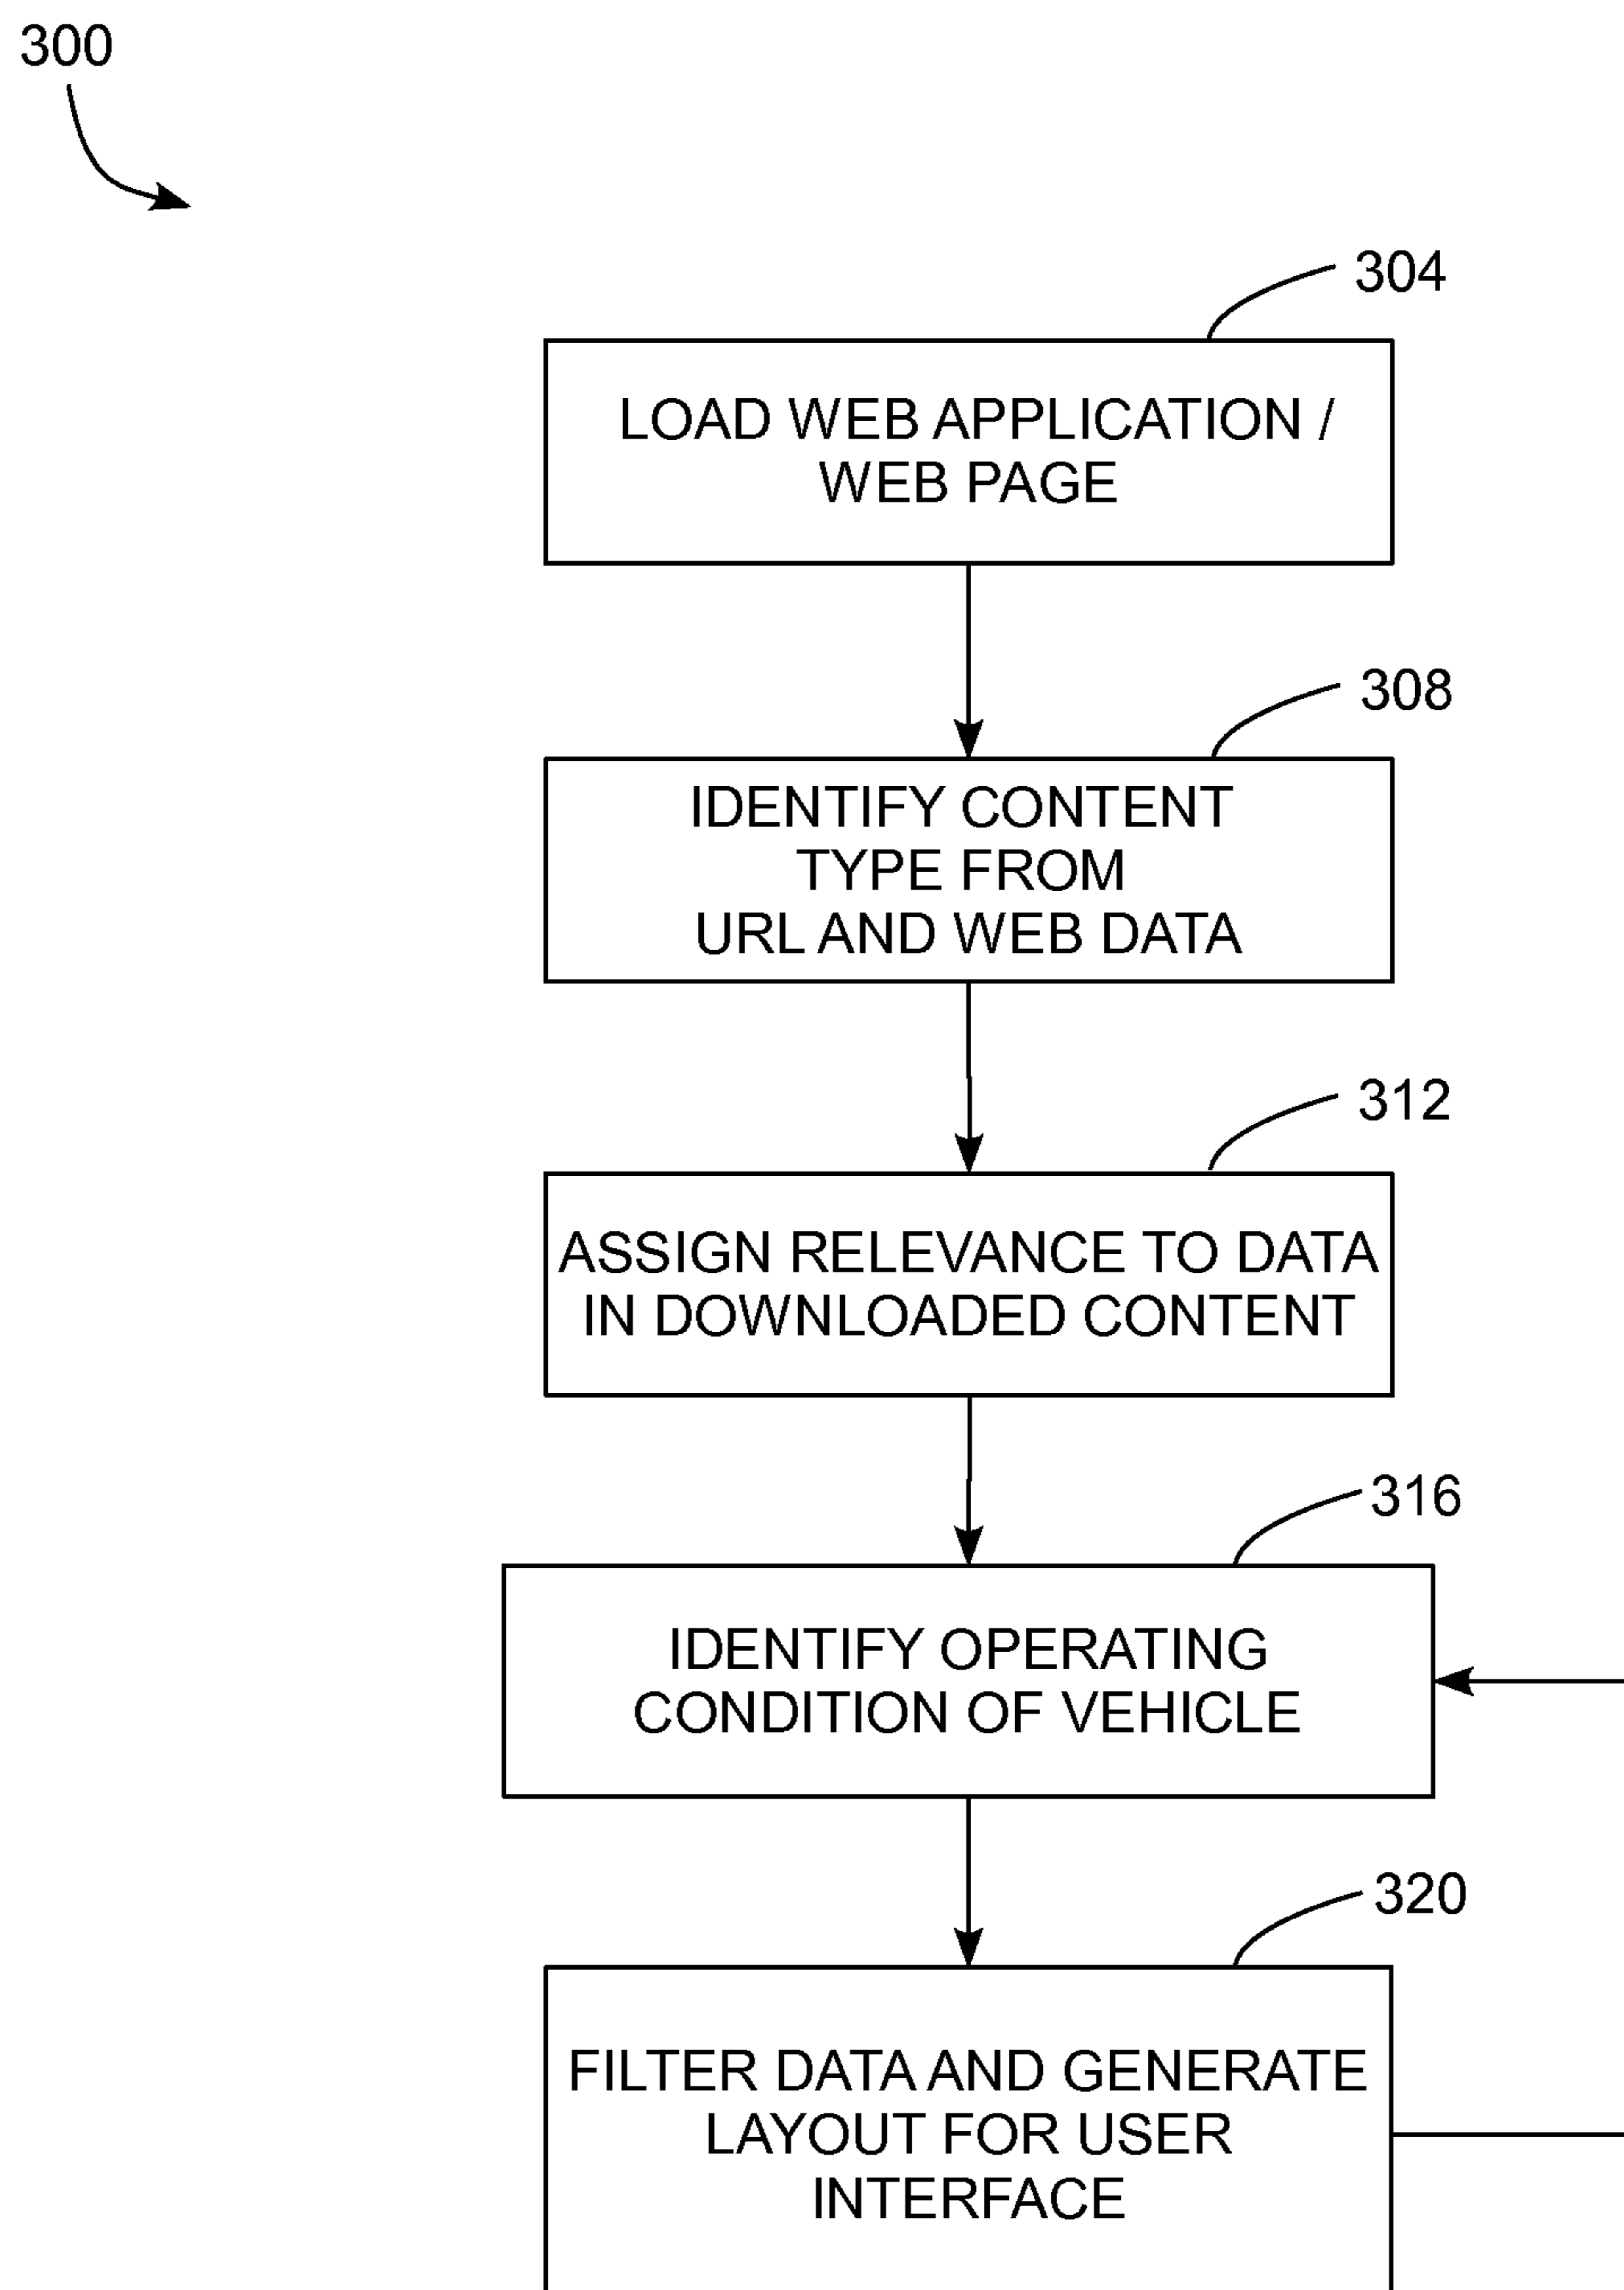 300
304
LOAD WEB APPLICATION /
WEB PAGE
308
IDENTIFY CONTENT
TYPE FROM
URL AND WEB DATA
312
ASSIGN RELEVANCE TO DATA
IN DOWNLOADED CONTENT
316
IDENTIFY OPERATING
CONDITION OF VEHICLE
320
FILTER DATA AND GENERATE
LAYOUT FOR USER
INTERFACE